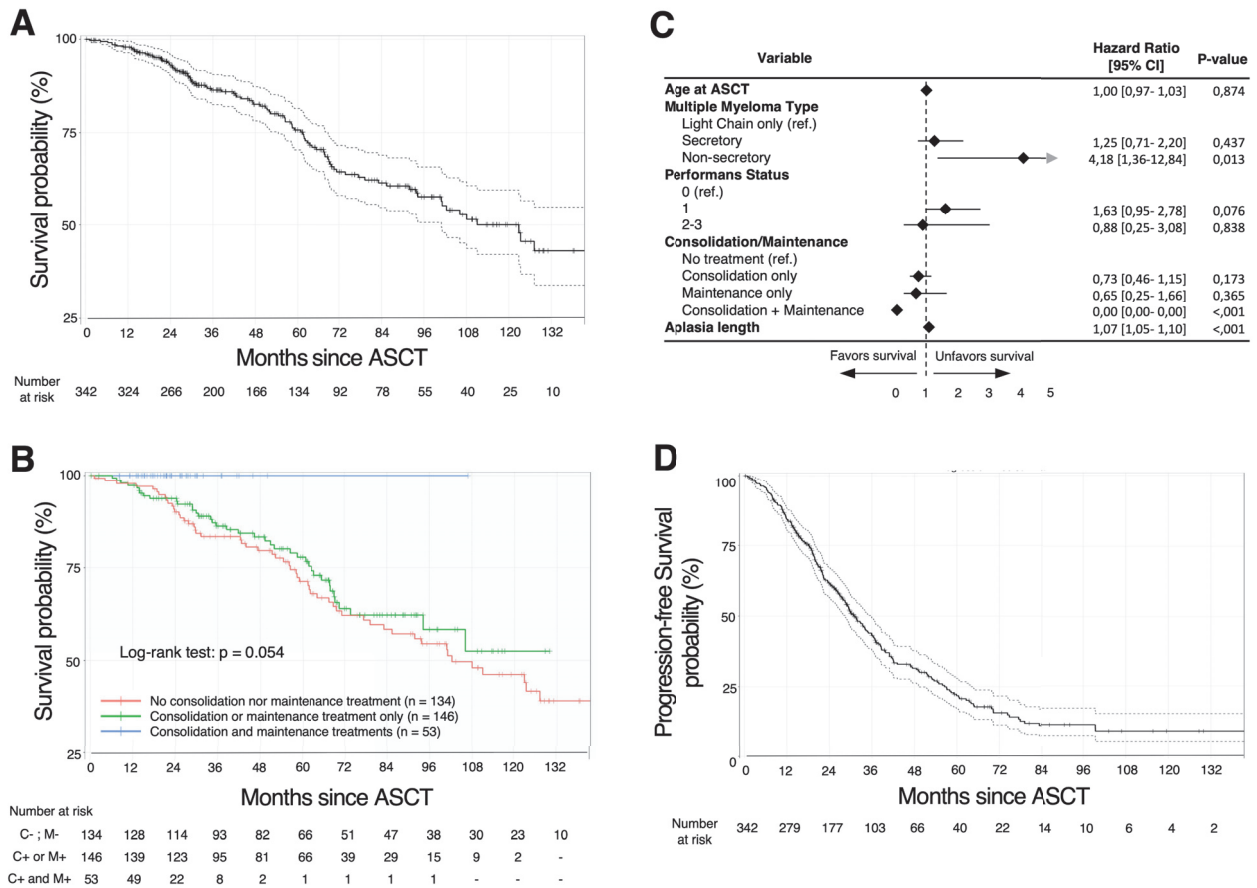 A
Survival probability (%)
100
75
50
25
0 12 24 36 48 60 72 84 96 108 120 132
Months since ASCT
Number at risk
342 324 266 200 166 134 92 78 55 40 25 10
C
Variable Hazard Ratio [95% CI] P-value
Age at ASCT 1,00 [0,97- 1,03) 0,874
Multiple Myeloma Type
Light Chain only (ref.)
Secretory 1,25 [0,71- 2,20) 0,437
Non-secretory 4,18 [1,36-12,84) 0,013
Performans Status
0 (ref.)
1 1,63 [0,95- 2,78) 0,076
2-3 0,88 [0,25- 3,08) 0,838
Consolidation/Maintenance
No treatment (ref.)
Consolidation only 0,73 [0,46- 1,15) 0,173
Maintenance only 0,65 [0,25- 1,66) 0,365
Consolidation + Maintenance 0,00 [0,00- 0,00) <,001
Aplasia length 1,07 [1,05- 1,10) <,001
Favors survival Unfavors survival
0 1 2 3 4 5
B
Survival probability (%)
100
75
50
25
Log-rank test: p = 0.054
No consolidation nor maintenance treatment (n = 134)
Consolidation or maintenance treatment only (n = 146)
Consolidation and maintenance treatments (n = 53)
0 12 24 36 48 60 72 84 96 108 120 132
Months since ASCT
Number at risk
C- ; M- 134 128 114 93 82 66 51 47 38 30 23 10
C+ or M+ 146 139 123 95 81 66 39 29 15 9 2 -
C+ and M+ 53 49 22 8 2 1 1 1 1 - - -
D
Progression-free Survival
probability (%)
100
75
50
25
0
0 12 24 36 48 60 72 84 96 108 120 132
Months since ASCT
Number at risk
342 279 177 103 66 40 22 14 10 6 4 2